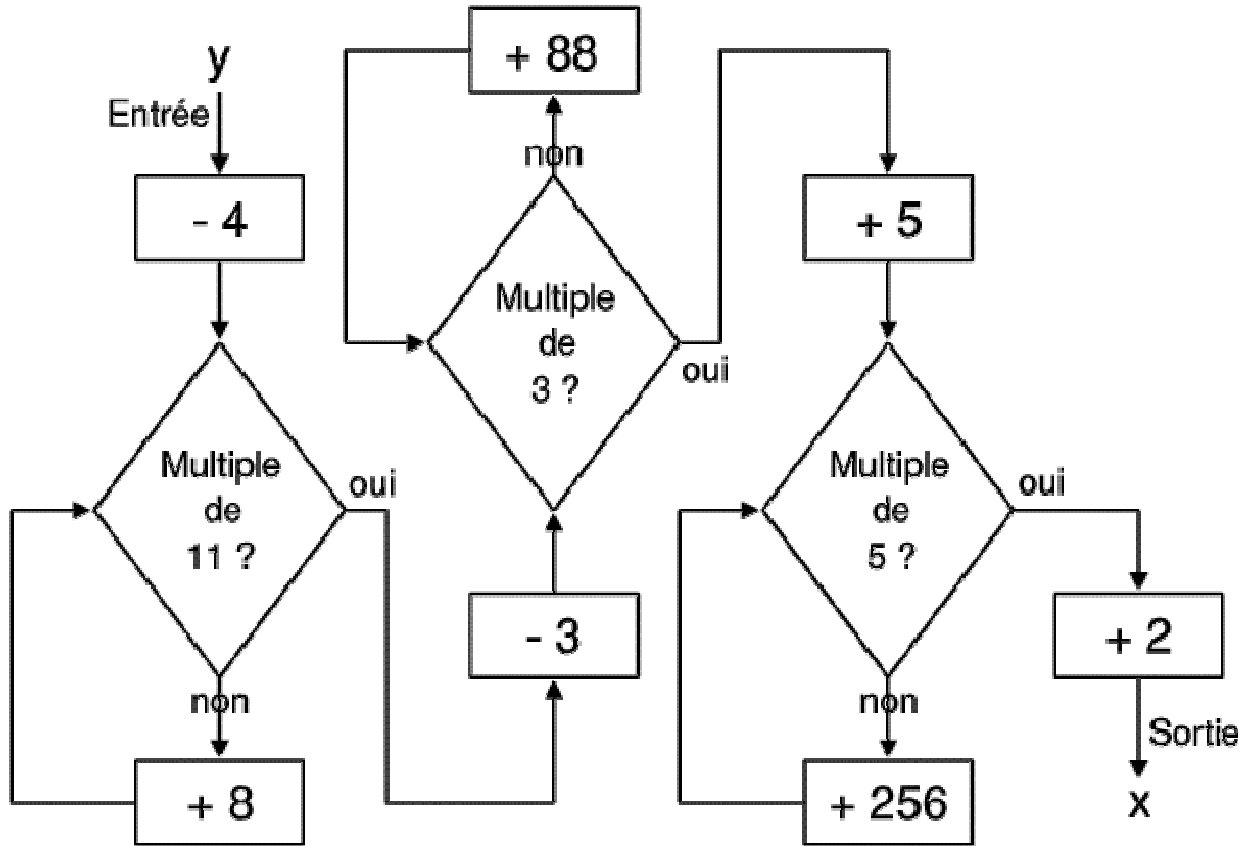 y
Entrée
- 4
Multiple
de
11 ?
oui
non
+ 8
- 3
Multiple
de
3 ?
non
+ 88
oui
+ 5
Multiple
de
5 ?
non
+ 256
oui
+ 2
Sortie
x